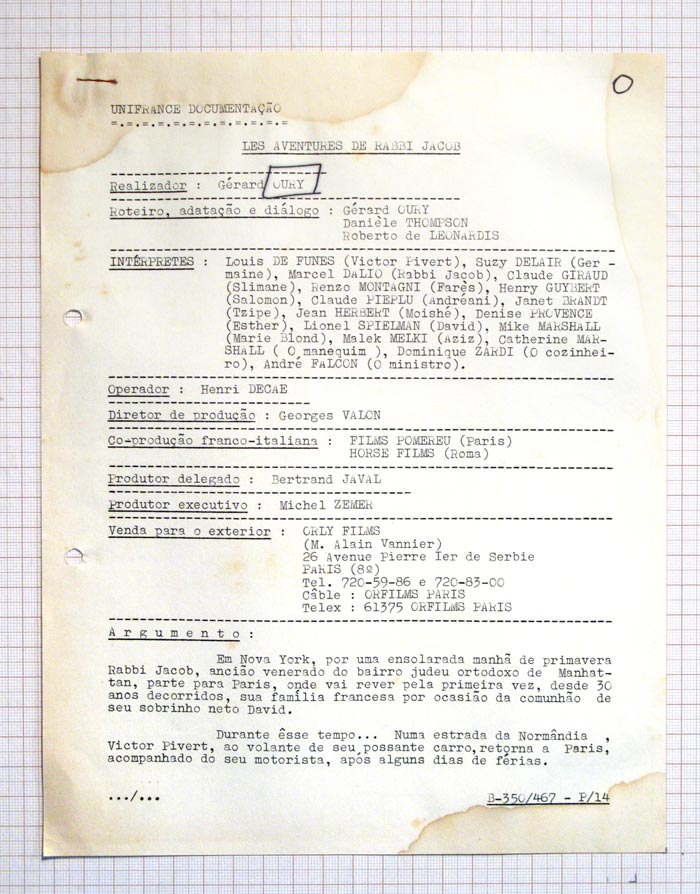 O
UNIFRANCE DOCUMENTAÇÃO
=.=.=.=.=.=.=.=.=.=.=.=
LES AVENTURES DE RABBI JACOB
Realizador : Gérard OURY
Roteiro, adatação e diálogo : Gérard OURY
Danièle THOMPSON
Roberto de LEONARDIS
INTÉRPRETES : Louis DE FUNES (Victor Pivert), Suzy DELAIR (Ger-
maine), Marcel DALIO (Rabbi Jacob), Claude GIRAUD
(Slimane), Renzo MONTAGNI (Farès), Henry GUYBERT
(Salomon), Claude PIEPLU (Andréani), Janet BRANDT
(Tzipe), Jean HERBERT (Moishé), Denise PROVENCE
(Esther), Lionel SPIELMAN (David), Mike MARSHALL
(Marie Blond), Malek MELKI (Aziz), Catherine MAR-
SHALL ( O manequim ), Dominique ZARDI (O cozinhei-
ro), André FALCON (O ministro).
Operador : Henri DECAE
Diretor de produção : Georges VALON
Co-produção franco-italiana : FILMS POMEREU (Paris)
HORSE FILMS (Roma)
Produtor delegado : Bertrand JAVAL
Produtor executivo : Michel ZEMER
Venda para o exterior : ORLY FILMS
(M. Alain Vannier)
26 Avenue Pierre Ier de Serbie
PARIS (8º)
Tel. 720-59-86 e 720-83-00
Câble : ORFILMS PARIS
Telex : 61375 ORFILMS PARIS
A r g u m e n t o :
Em Nova York, por uma ensolarada manhã de primavera
Rabbi Jacob, ancião venerado do bairro judeu ortodoxo de Manhat-
tan, parte para Paris, onde vai rever pela primeira vez, desde 30
anos decorridos, sua família francesa por ocasião da comunhão de
seu sobrinho neto David.
Durante êsse tempo... Numa estrada da Normândia ,
Victor Pivert, ao volante de seu possante carro,retorna a Paris,
acompanhado do seu motorista, após alguns dias de férias.
.../...
B-350/467 - P/14